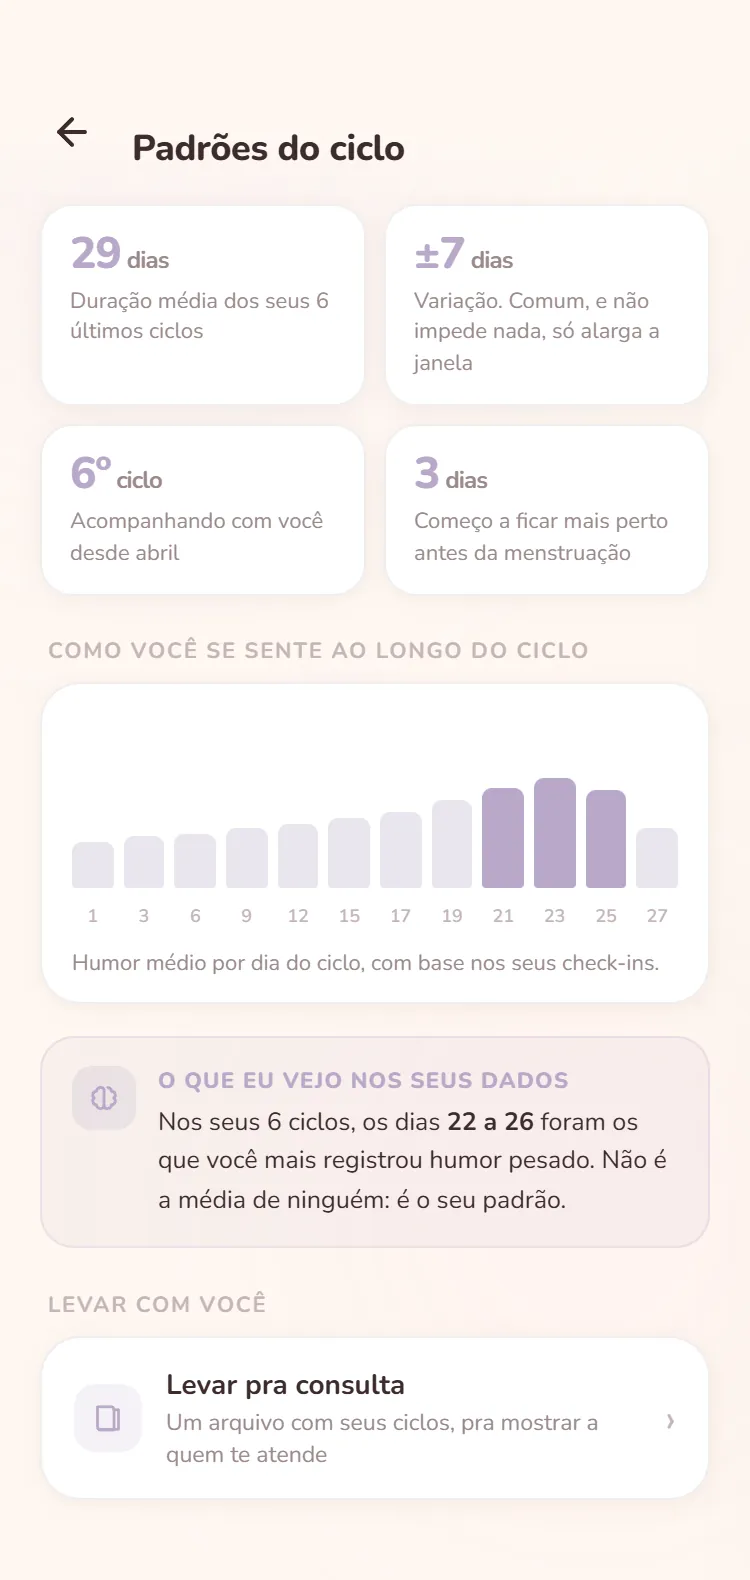 Padrões do ciclo
29 dias
Duração média dos seus 6
últimos ciclos
±7 dias
Variação. Comum, e não
impede nada, só alarga a
janela
6º ciclo
Acompanhando com você
desde abril
3 dias
Começo a ficar mais perto
antes da menstruação
COMO VOCÊ SE SENTE AO LONGO DO CICLO
1 3 6 9 12 15 17 19 21 23 25 27
Humor médio por dia do ciclo, com base nos seus check-ins.
O QUE EU VEJO NOS SEUS DADOS
Nos seus 6 ciclos, os dias 22 a 26 foram os
que você mais registrou humor pesado. Não é
a média de ninguém: é o seu padrão.
LEVAR COM VOCÊ
Levar pra consulta
Um arquivo com seus ciclos, pra mostrar a
quem te atende